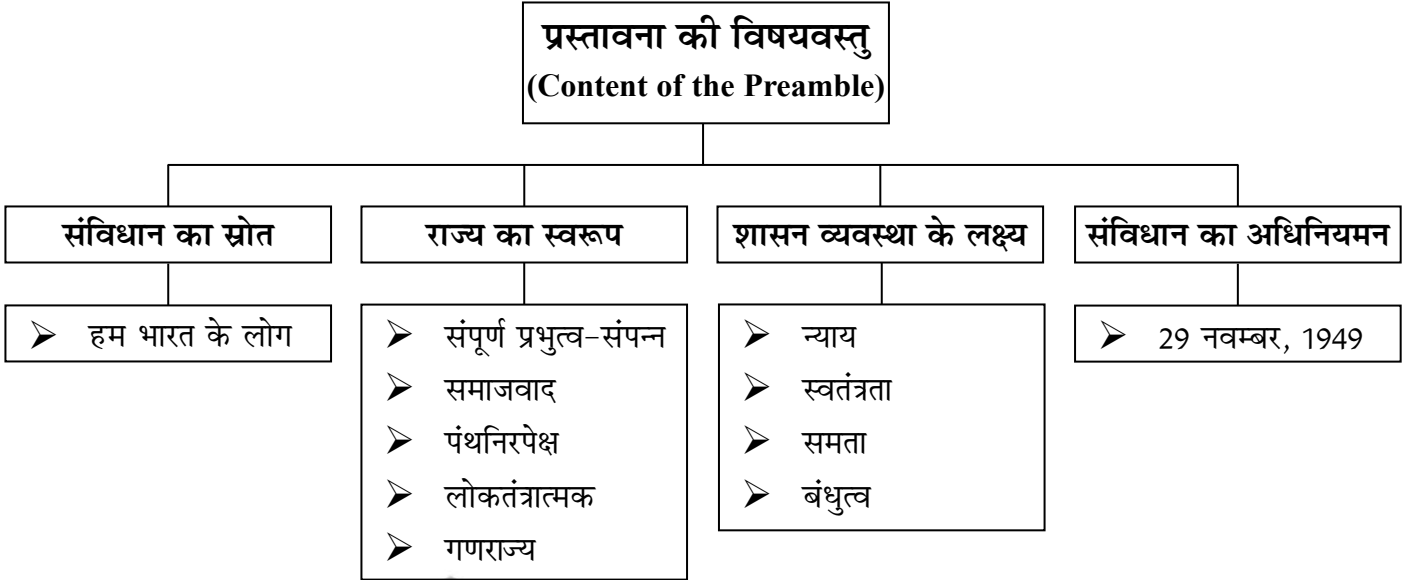 प्रस्तावना की विषयवस्तु
(Content of the Preamble)
संविधान का स्रोत
हम भारत के लोग
राज्य का स्वरूप
संपूर्ण प्रभुत्व-संपन्न
समाजवाद
पंथनिरपेक्ष
लोकतंत्रात्मक
गणराज्य
शासन व्यवस्था के लक्ष्य
न्याय
स्वतंत्रता
समता
बंधुत्व
संविधान का अधिनियमन
29 नवम्बर, 1949